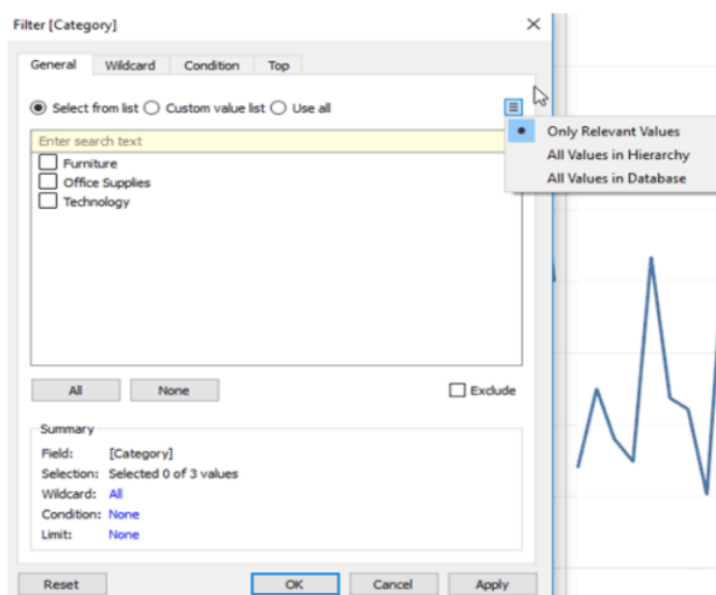 Filter [Category]
General Wildcard Condition Top
Select from list Custom value list Use all
Enter search text
Only Relevant Values
All Values in Hierarchy
All Values in Database
Furniture
Office Supplies
Technology
All None Exclude
Summary
Field: [Category]
Selection: Selected 0 of 3 values
Wildcard: All
Condition: None
Limit: None
Reset OK Cancel Apply